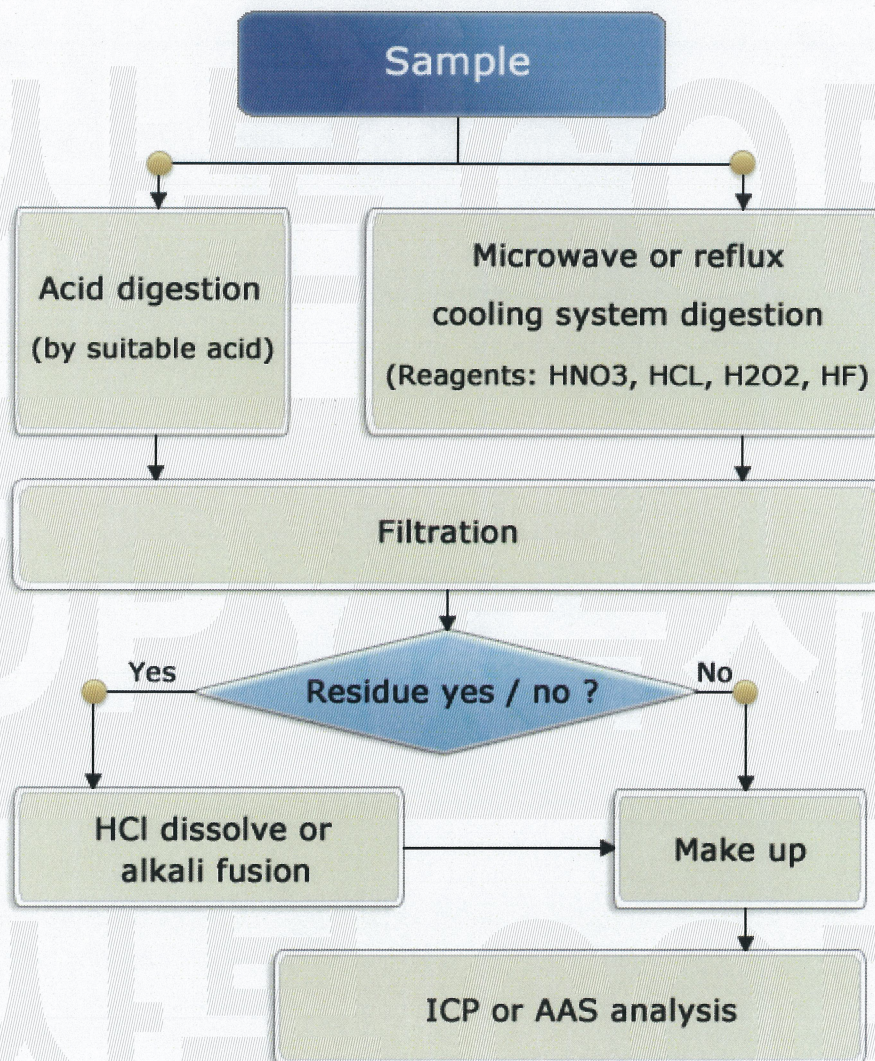 Sample
Acid digestion
(by suitable acid)
Microwave or reflux
cooling system digestion
(Reagents: HNO3, HCL, H2O2, HF)
Filtration
Yes
Residue yes / no ?
No
HCl dissolve or
alkali fusion
Make up
ICP or AAS analysis